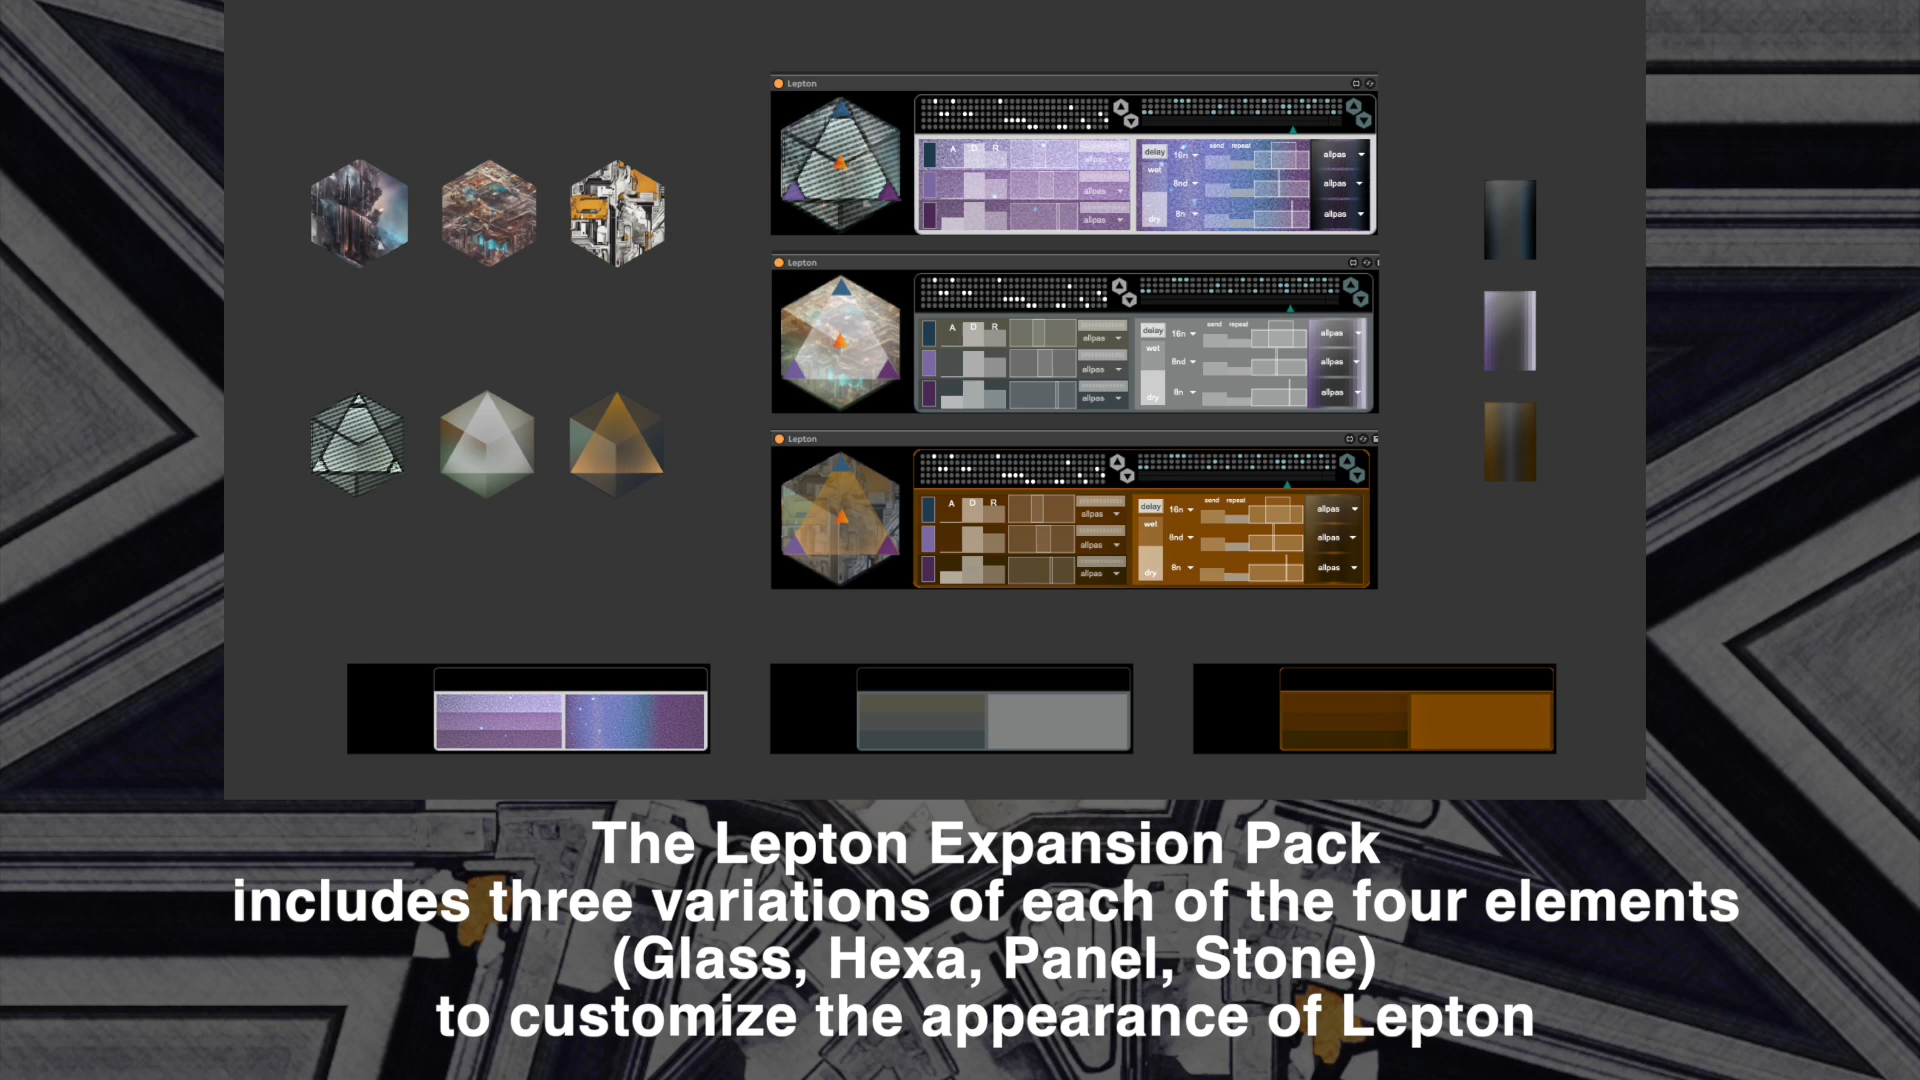 Lepton
A D R
allpas
allpas
allpas
delay 16n send repeat allpas
wet 8nd allpas
dry 8n allpas
Lepton
A D R
allpas
allpas
allpas
delay 16n send repeat allpas
wet 8nd allpas
dry 8n allpas
Lepton
A D R
allpas
allpas
allpas
delay 16n send repeat allpas
wet 8nd allpas
dry 8n allpas
The Lepton Expansion Pack
includes three variations of each of the four elements
(Glass, Hexa, Panel, Stone)
to customize the appearance of Lepton